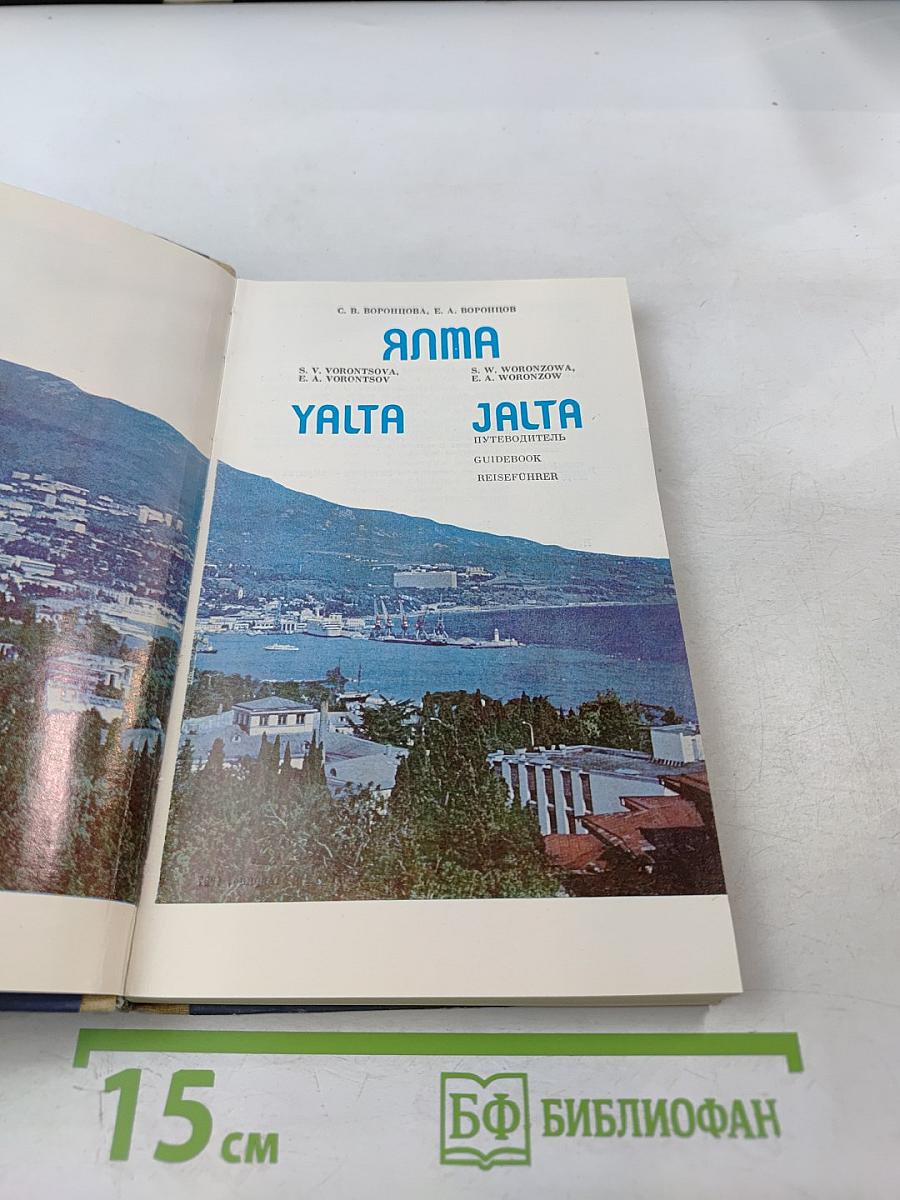 С. В. ВОРОНЦОВА, Е. А. ВОРОНЦОВ
ЯЛТА
S. V. VORONTSOVA,
E. A. VORONTSOV
S. W. WORONZOWA,
E. A. WORONZOW
YALTA
JALTA
ПУТЕВОДИТЕЛЬ
GUIDEBOOK
REISEFÜHRER
15 см
БФ БИБЛИОФАН